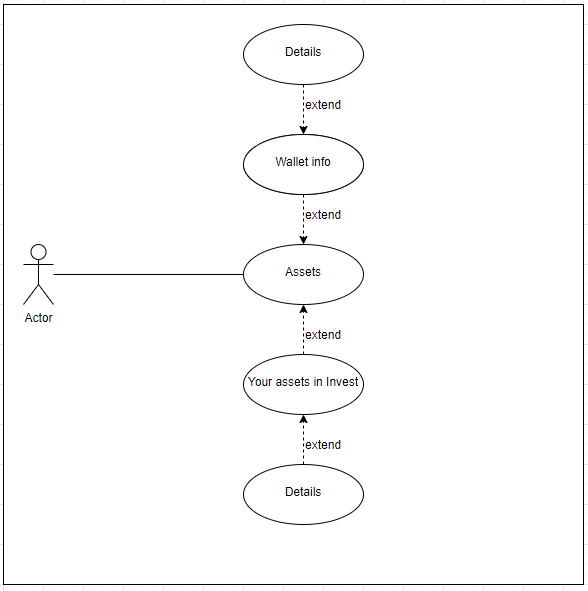 Details
extend
Wallet info
extend
Assets
Actor
extend
Your assets in Invest
extend
Details